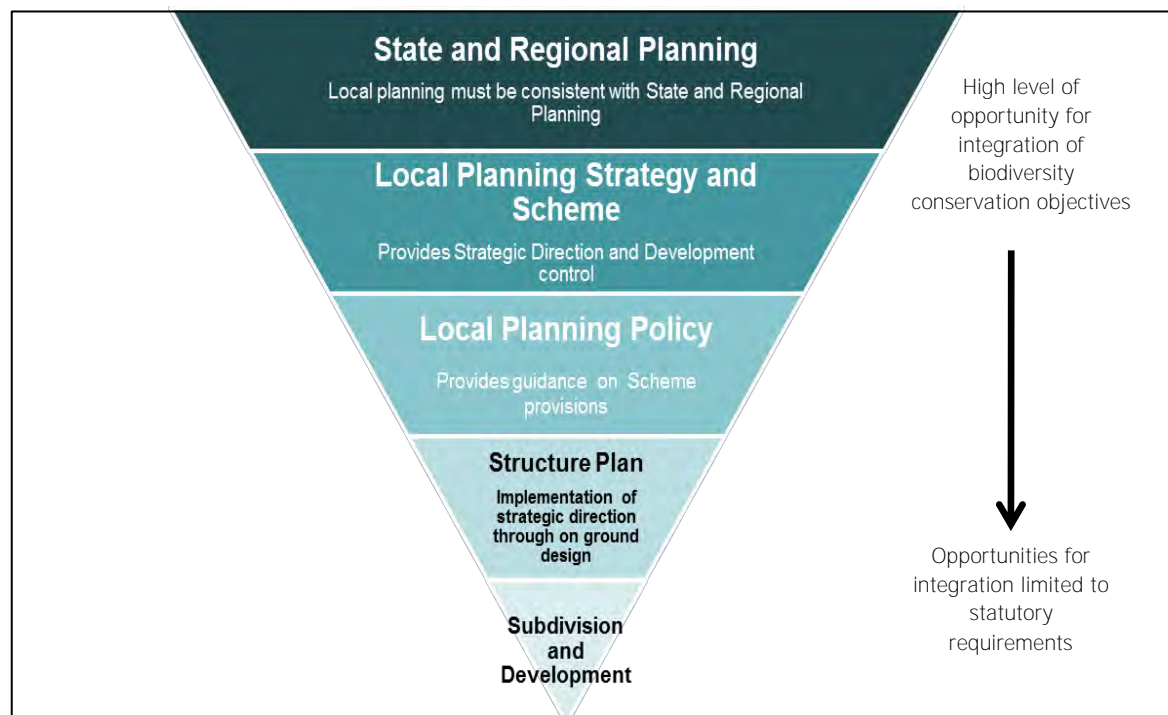 State and Regional Planning
Local planning must be consistent with State and Regional
Planning
Local Planning Strategy and
Scheme
Provides Strategic Direction and Development
control
Local Planning Policy
Provides guidance on Scheme
provisions
Structure Plan
Implementation of
strategic direction
through on ground
design
Subdivision
and
Development
High level of
opportunity for
integration of
biodiversity
conservation objectives
Opportunities for
integration limited to
statutory
requirements